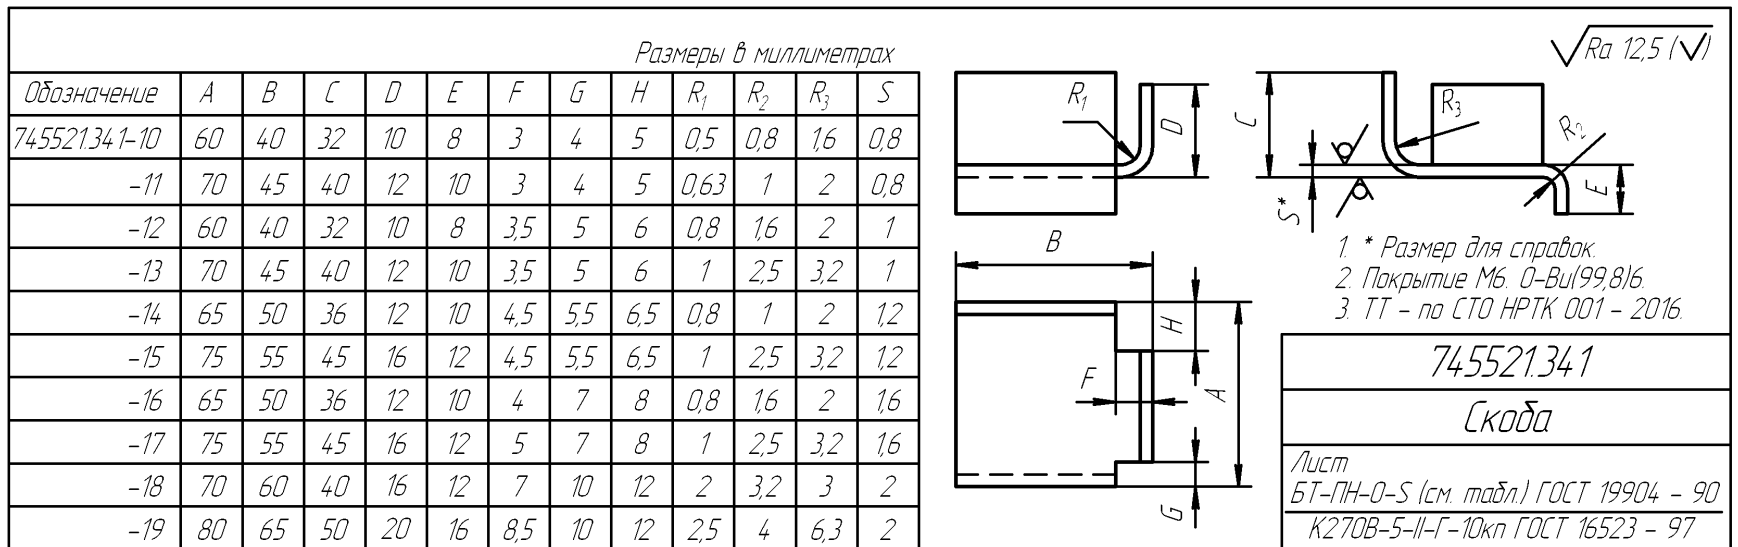 Размеры в миллиметрах
Обозначение A B C D E F G H R1 R2 R3 S
745521.341-10 60 40 32 10 8 3 4 5 0,5 0,8 1,6 0,8
-11 70 45 40 12 10 3 4 5 0,63 1 2 0,8
-12 60 40 32 10 8 3,5 5 6 0,8 1,6 2 1
-13 70 45 40 12 10 3,5 5 6 1 2,5 3,2 1
-14 65 50 36 12 10 4,5 5,5 6,5 0,8 1 2 1,2
-15 75 55 45 16 12 4,5 5,5 6,5 1 2,5 3,2 1,2
-16 65 50 36 12 10 4 7 8 0,8 1,6 2 1,6
-17 75 55 45 16 12 5 7 8 1 2,5 3,2 1,6
-18 70 60 40 16 12 7 10 12 2 3,2 3 2
-19 80 65 50 20 16 8,5 10 12 2,5 4 6,3 2
R1
D
B
H
F
A
G
√Ra 12,5 (√)
C
R3
R2
S*
E
1. * Размер для справок.
2. Покрытие М6. О-Ви(99,8)6.
3. ТТ - по СТО НРТК 001 - 2016.
745521.341
Скоба
Лист
БТ-ПН-О-S (см. табл.) ГОСТ 19904 - 90
К270В-5-II-Г-10кп ГОСТ 16523 - 97